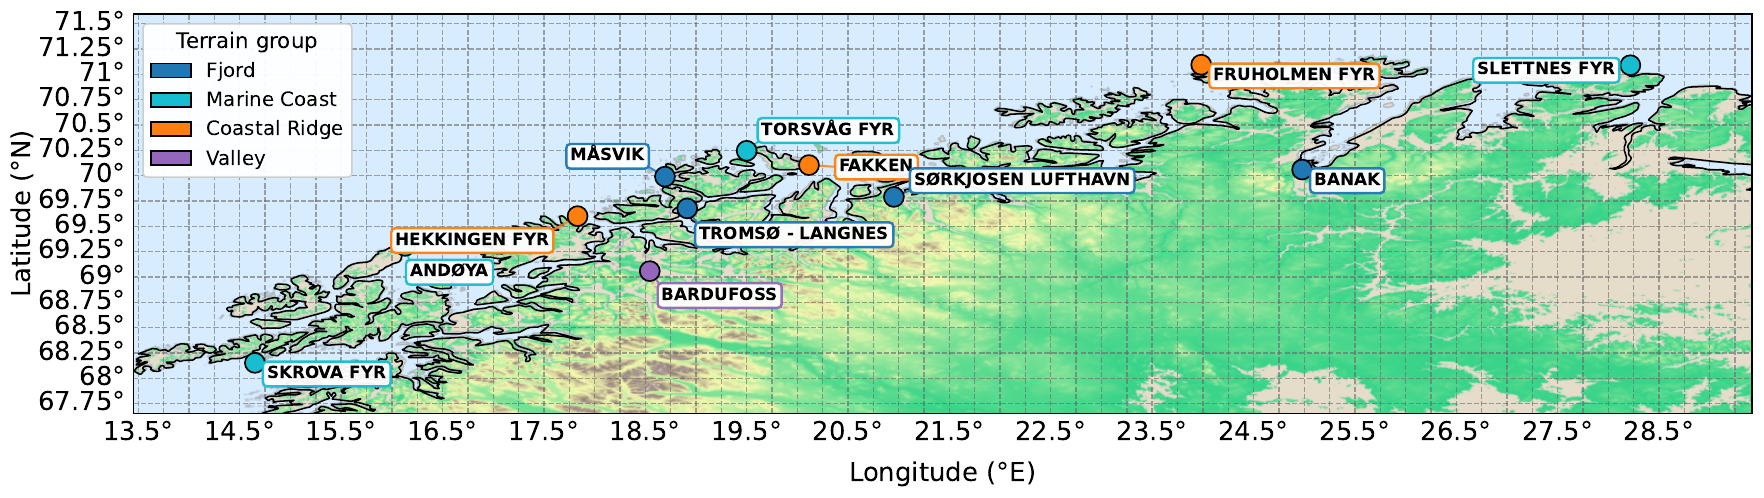 71.5°
71.25°
71°
70.75°
70.5°
70.25°
70°
69.75°
69.5°
69.25°
69°
68.75°
68.5°
68.25°
68°
67.75°
Latitude (°N)
Terrain group
Fjord
Marine Coast
Coastal Ridge
Valley
FRUHOLMEN FYR
SLETTNES FYR
TORSVÅG FYR
MÅSVIK
FAKKEN
SØRKJOSEN LUFTHAVN
BANAK
TROMSØ - LANGNES
HEKKINGEN FYR
ANDØYA
BARDUFOSS
SKROVA FYR
13.5° 14.5° 15.5° 16.5° 17.5° 18.5° 19.5° 20.5° 21.5° 22.5° 23.5° 24.5° 25.5° 26.5° 27.5° 28.5°
Longitude (°E)